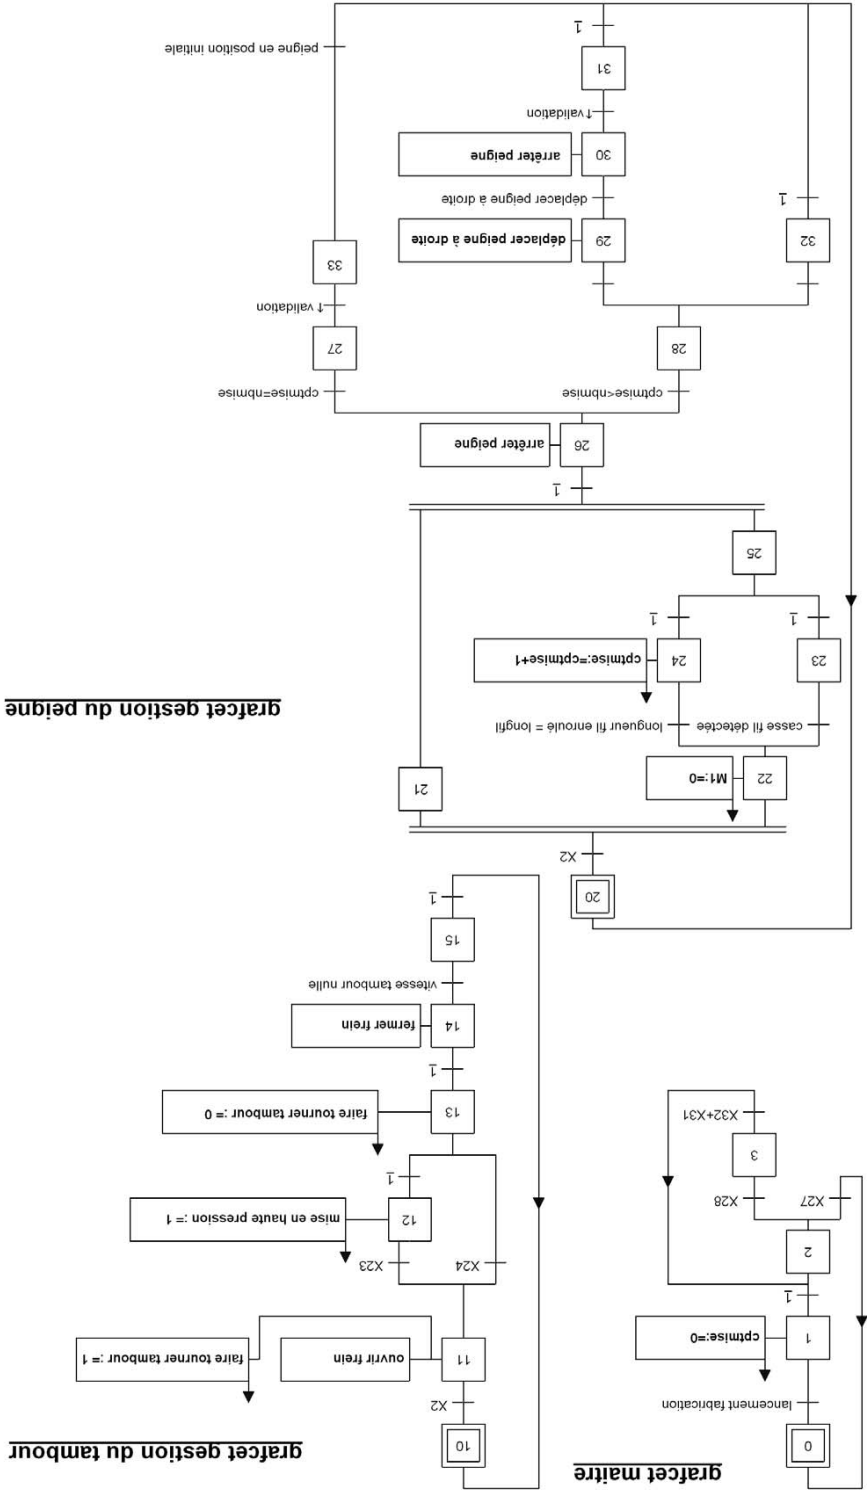 grafcet maitre
0
lancement fabrication
1
cptmise:=0
1
2
X27
X28
3
X32+X31
grafcet gestion du tambour
10
X2
11
ouvrir frein
faire tourner tambour := 1
X24
X23
12
mise en haute pression := 1
1
13
faire tourner tambour := 0
1
14
fermer frein
vitesse tambour nulle
15
1
grafcet gestion du peigne
20
X2
22
M1:=0
21
casse fil détectée
longueur fil enroulé = longfil
23
24
cptmise:=cptmise+1
1
1
25
1
26
arrêter peigne
cptmise<nbmise
cptmise=nbmise
28
27
↑validation
32
29
déplacer peigne à droite
33
1
déplacer peigne à droite
30
arrêter peigne
↑validation
31
1
peigne en position initiale